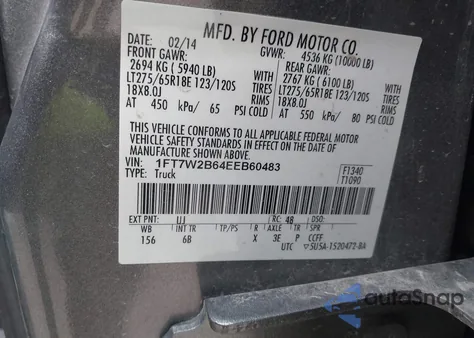 MFD. BY FORD MOTOR CO.
DATE: 02/14 GVWR: 4536 KG (10000 LB)
FRONT GAWR: REAR GAWR:
2694 KG ( 5940 LB) 2767 KG ( 6100 LB)
LT275/65R18E 123/120S TIRES LT275/65R18E 123/120S TIRES
18X8.0J RIMS 18X8.0J RIMS
AT 450 kPa/ 65 PSI COLD AT 550 kPa/ 80 PSI COLD
THIS VEHICLE CONFORMS TO ALL APPLICABLE FEDERAL MOTOR
VEHICLE SAFETY STANDARDS IN EFFECT ON THE DATE OF
MANUFACTURE SHOWN ABOVE.
VIN: 1FT7W2B64EEB60483 F1340
TYPE: Truck T1090
EXT PNT: UJ RC: 48 DSO:
WB INT TR TP/PS R AXLE TR SPR
156 6B X 3E P CCFF
UTC 5U5A-1520472-BA
autoSnap